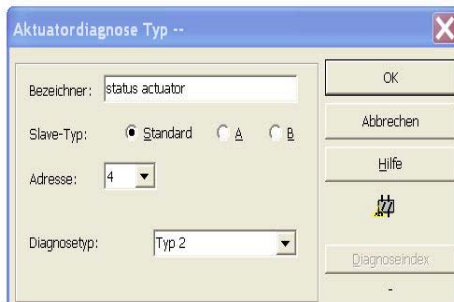 Aktuatordiagnose Typ --
OK
Bezeichner: status actuator
Abbrechen
Slave-Typ: Standard A B
Hilfe
Adresse: 4
Diagnosetyp: Typ 2
Diagnoseindex
-